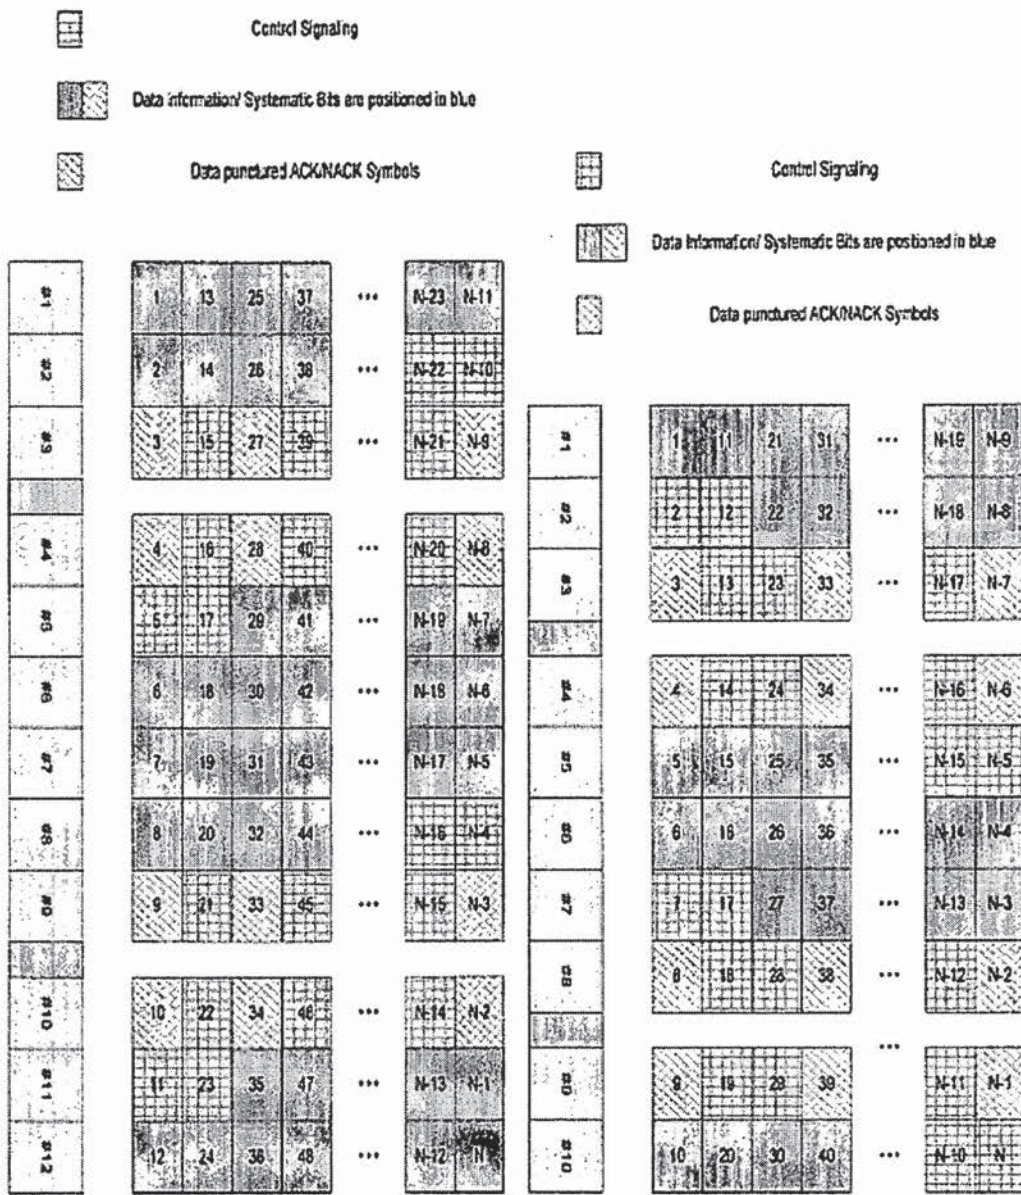 Control Signaling
Data Information/ Systematic Bits are positioned in blue
Data punctured ACK/NACK Symbols
#1 1 13 25 37 ... N-23 N-11
#2 2 14 26 38 ... N-22 N-10
#3 3 15 27 39 ... N-21 N-9
#4 4 16 28 40 ... N-20 N-8
#5 5 17 29 41 ... N-19 N-7
#6 6 18 30 42 ... N-18 N-6
#7 7 19 31 43 ... N-17 N-5
#8 8 20 32 44 ... N-16 N-4
#9 9 21 33 45 ... N-15 N-3
#10 10 22 34 46 ... N-14 N-2
#11 11 23 35 47 ... N-13 N-1
#12 12 24 36 48 ... N-12 N
Control Signaling
Data Information/ Systematic Bits are positioned in blue
Data punctured ACK/NACK Symbols
#1 1 11 21 31 ... N-19 N-9
#2 2 12 22 32 ... N-18 N-8
#3 3 13 23 33 ... N-17 N-7
#4 4 14 24 34 ... N-16 N-6
#5 5 15 25 35 ... N-15 N-5
#6 6 16 26 36 ... N-14 N-4
#7 7 17 27 37 ... N-13 N-3
#8 8 18 28 38 ... N-12 N-2
...
#9 9 19 29 39 N-11 N-1
#10 10 20 30 40 ... N-10 N